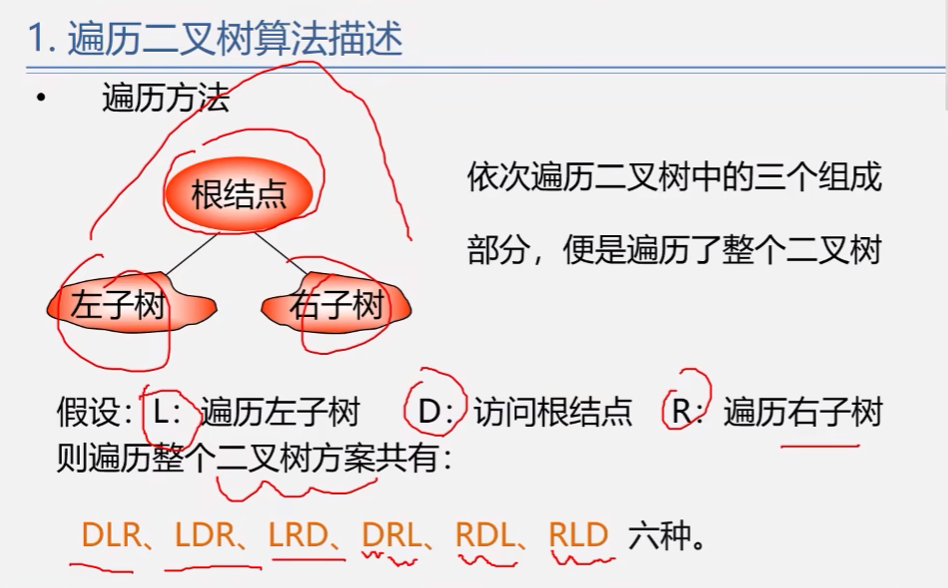 1. 遍历二叉树算法描述
• 遍历方法
根结点
左子树 右子树
依次遍历二叉树中的三个组成
部分，便是遍历了整个二叉树
假设：L：遍历左子树 D：访问根结点 R：遍历右子树
则遍历整个二叉树方案共有：
DLR、LDR、LRD、DRL、RDL、RLD 六种。